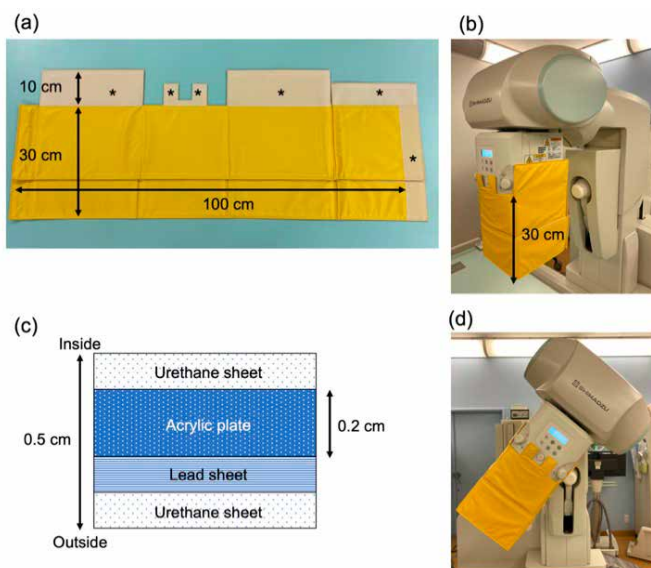 (a)
10 cm
*
*
*
*
*
*
30 cm
100 cm
(b)
SHIMADZU
30 cm
(c)
Inside
Urethane sheet
Acrylic plate
Lead sheet
Urethane sheet
0.5 cm
0.2 cm
Outside
(d)
SHIMADZU